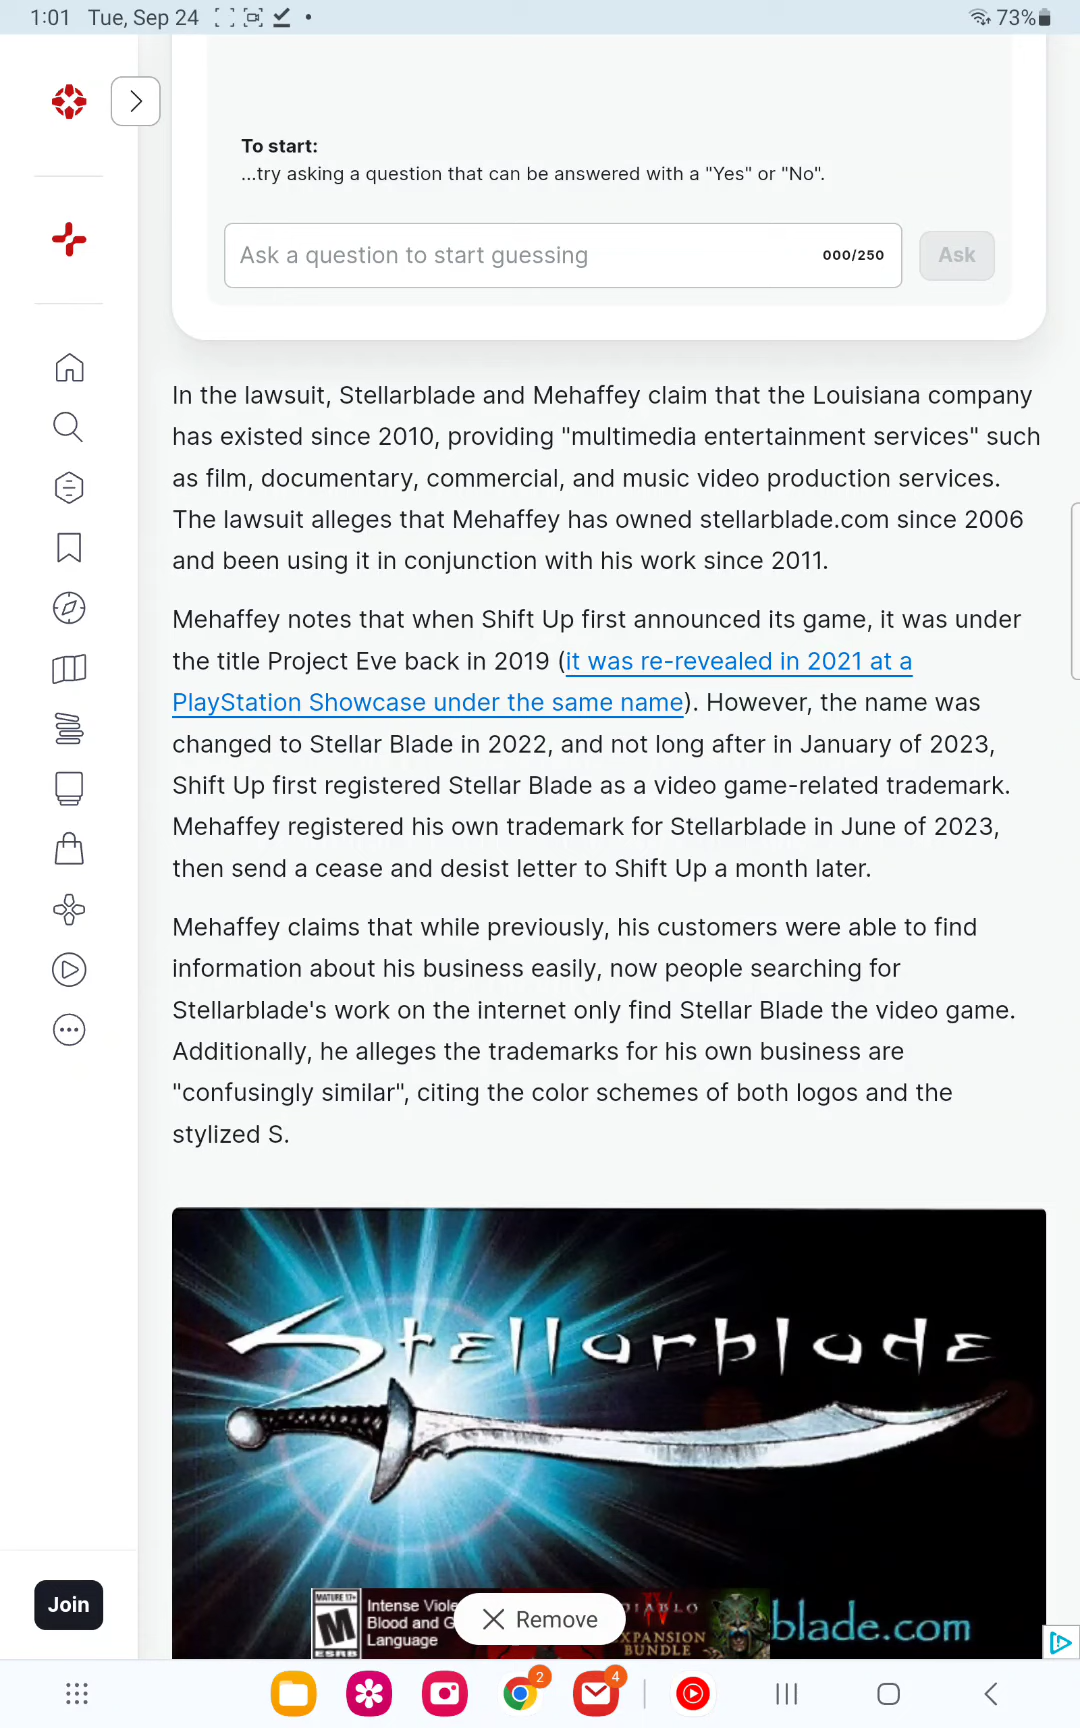 1:01 Tue, Sep 24
73%
To start:
...try asking a question that can be answered with a "Yes" or "No".
Ask a question to start guessing
000/250
Ask
In the lawsuit, Stellarblade and Mehaffey claim that the Louisiana company
has existed since 2010, providing "multimedia entertainment services" such
as film, documentary, commercial, and music video production services.
The lawsuit alleges that Mehaffey has owned stellarblade.com since 2006
and been using it in conjunction with his work since 2011.
Mehaffey notes that when Shift Up first announced its game, it was under
the title Project Eve back in 2019 (it was re-revealed in 2021 at a
PlayStation Showcase under the same name). However, the name was
changed to Stellar Blade in 2022, and not long after in January of 2023,
Shift Up first registered Stellar Blade as a video game-related trademark.
Mehaffey registered his own trademark for Stellarblade in June of 2023,
then send a cease and desist letter to Shift Up a month later.
Mehaffey claims that while previously, his customers were able to find
information about his business easily, now people searching for
Stellarblade's work on the internet only find Stellar Blade the video game.
Additionally, he alleges the trademarks for his own business are
"confusingly similar", citing the color schemes of both logos and the
stylized S.
Stellarblade
MATURE 17+
M
ESRB
Intense Viole
Blood and G
Language
Remove
DIABLO
IV
XPANSION
BUNDLE
blade.com
Join
2
4